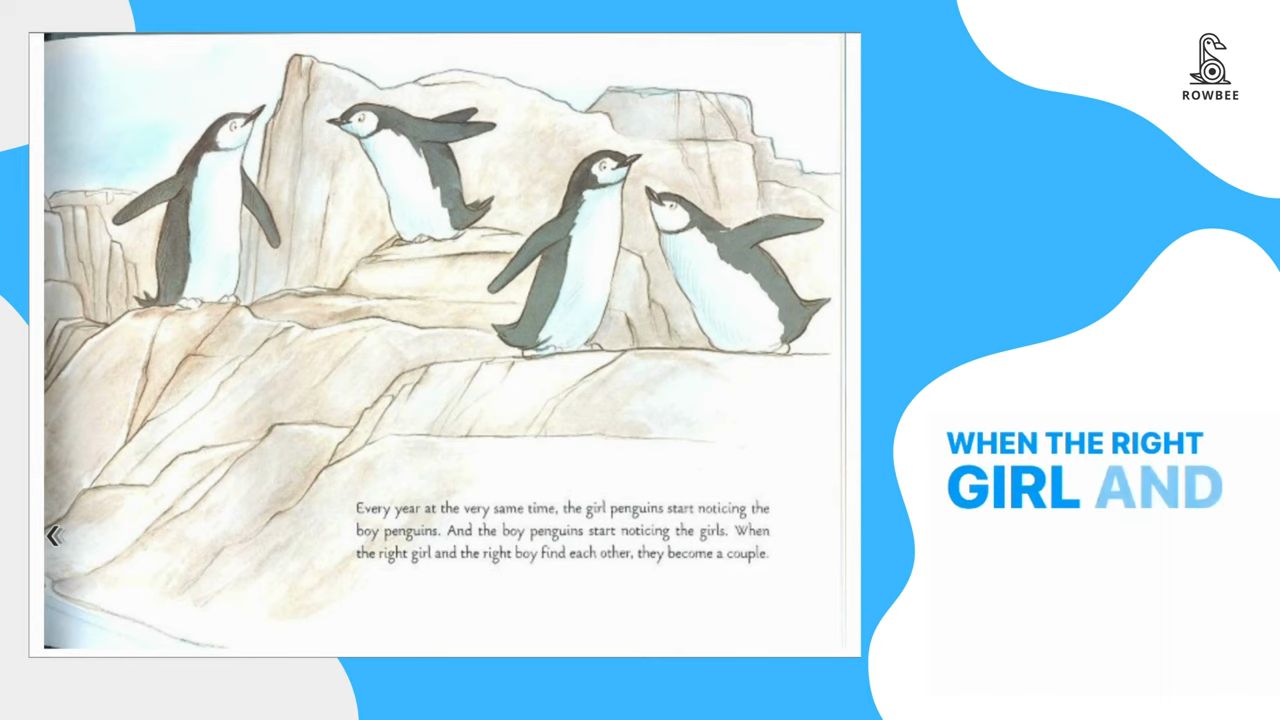 ROWBEE
Every year at the very same time, the girl penguins start noticing the
boy penguins. And the boy penguins start noticing the girls. When
the right girl and the right boy find each other, they become a couple.
WHEN THE RIGHT
GIRL AND